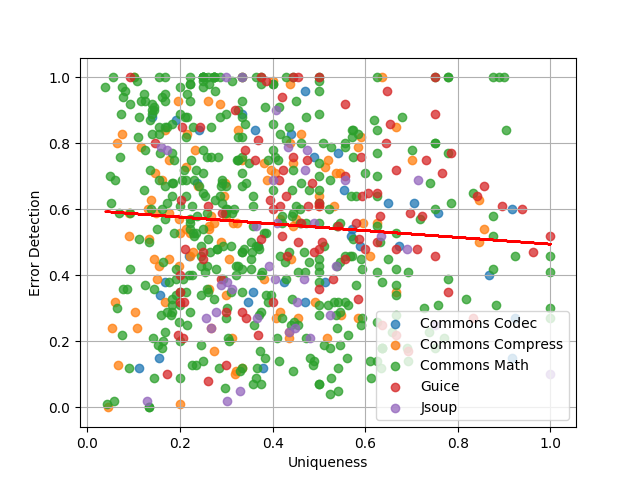 1.0
0.8
0.6
0.4
0.2
0.0
Error Detection
Commons Codec
Commons Compress
Commons Math
Guice
Jsoup
0.0 0.2 0.4 0.6 0.8 1.0
Uniqueness